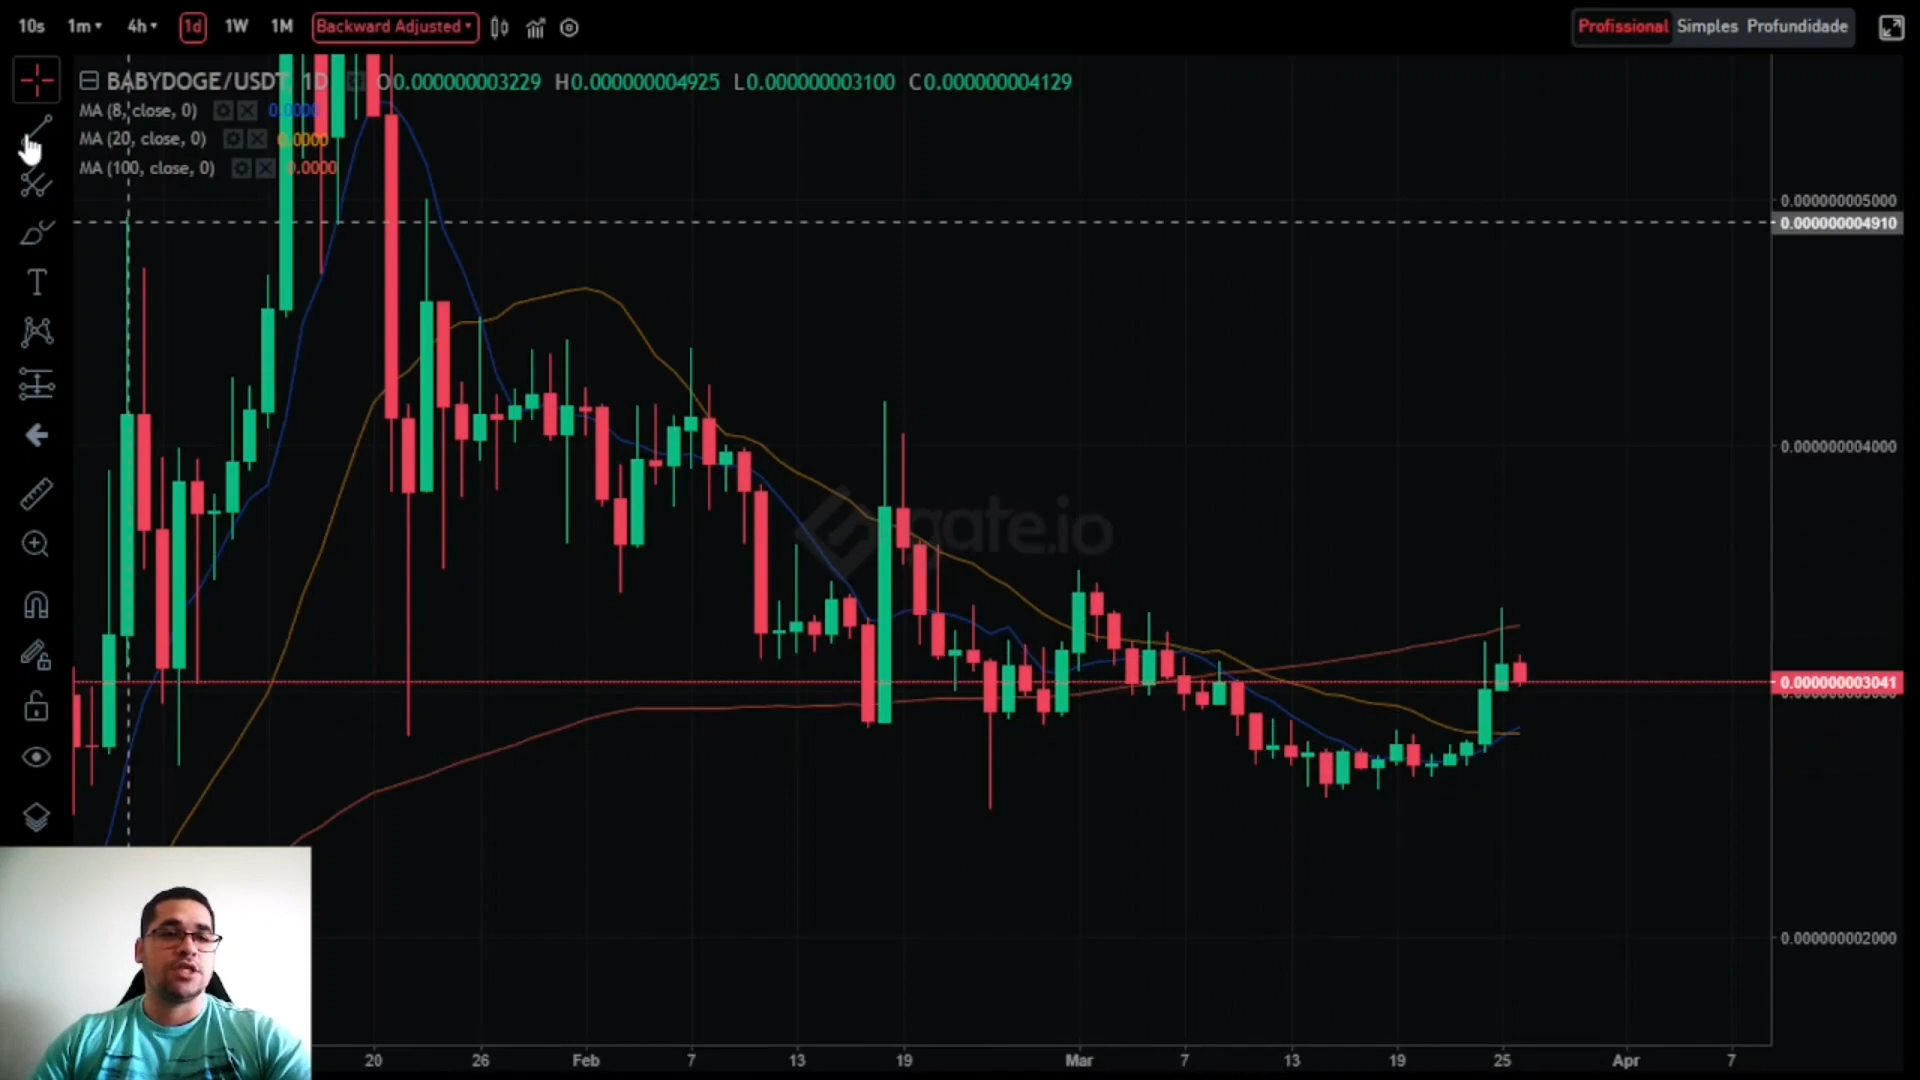 10s 1m 4h 1d 1W 1M Backward Adjusted Profissional Simples Profundidade
BABYDOGE/USDT 1D O0.000000003229 H0.000000004925 L0.000000003100 C0.000000004129
MA (8, close, 0) 0.0000
MA (20, close, 0) 0.0000
MA (100, close, 0) 0.0000
0.000000005000
0.000000004910
0.000000004000
gate.io
0.000000003041
0.000000002000
20 26 Feb 7 13 19 Mar 7 13 19 25 Apr 7